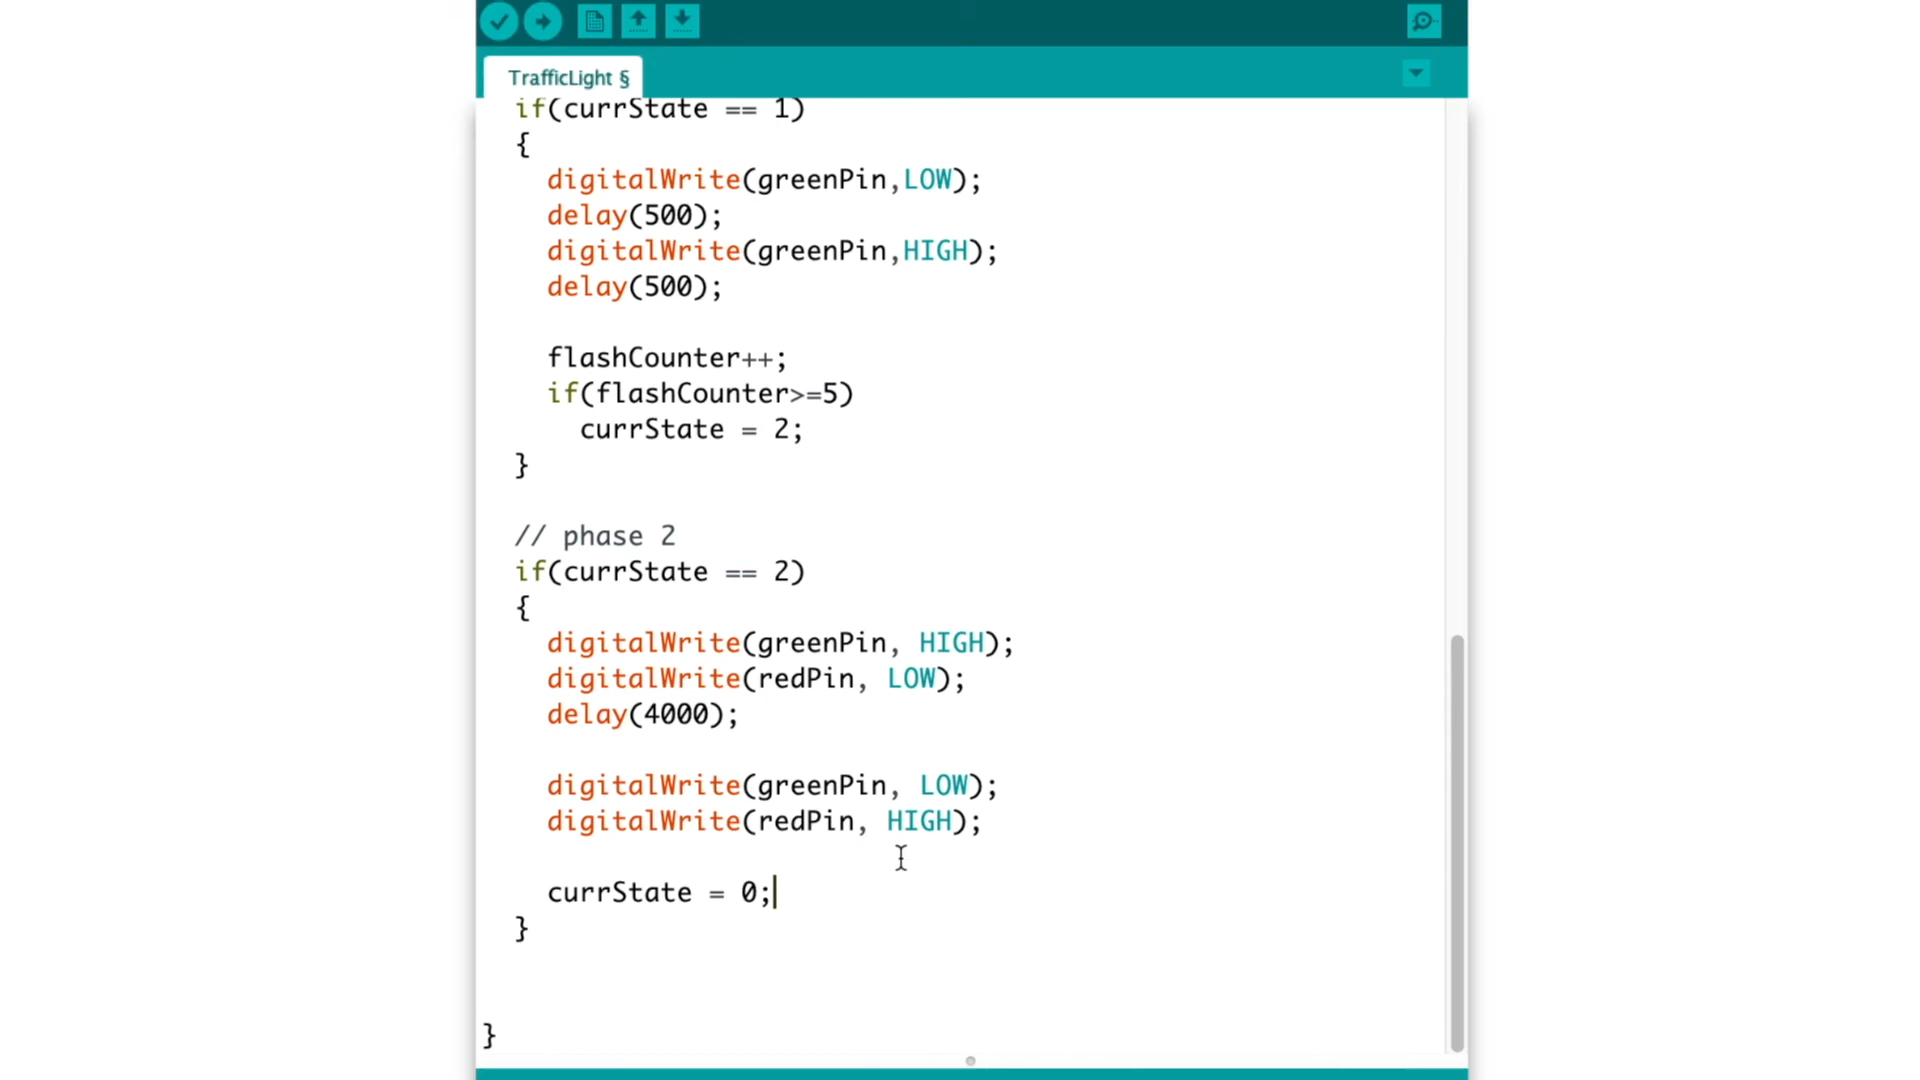 TrafficLight §
if(currState == 1)
{
digitalWrite(greenPin,LOW);
delay(500);
digitalWrite(greenPin,HIGH);
delay(500);
flashCounter++;
if(flashCounter>=5)
currState = 2;
}
// phase 2
if(currState == 2)
{
digitalWrite(greenPin, HIGH);
digitalWrite(redPin, LOW);
delay(4000);
digitalWrite(greenPin, LOW);
digitalWrite(redPin, HIGH);
currState = 0;
}
}